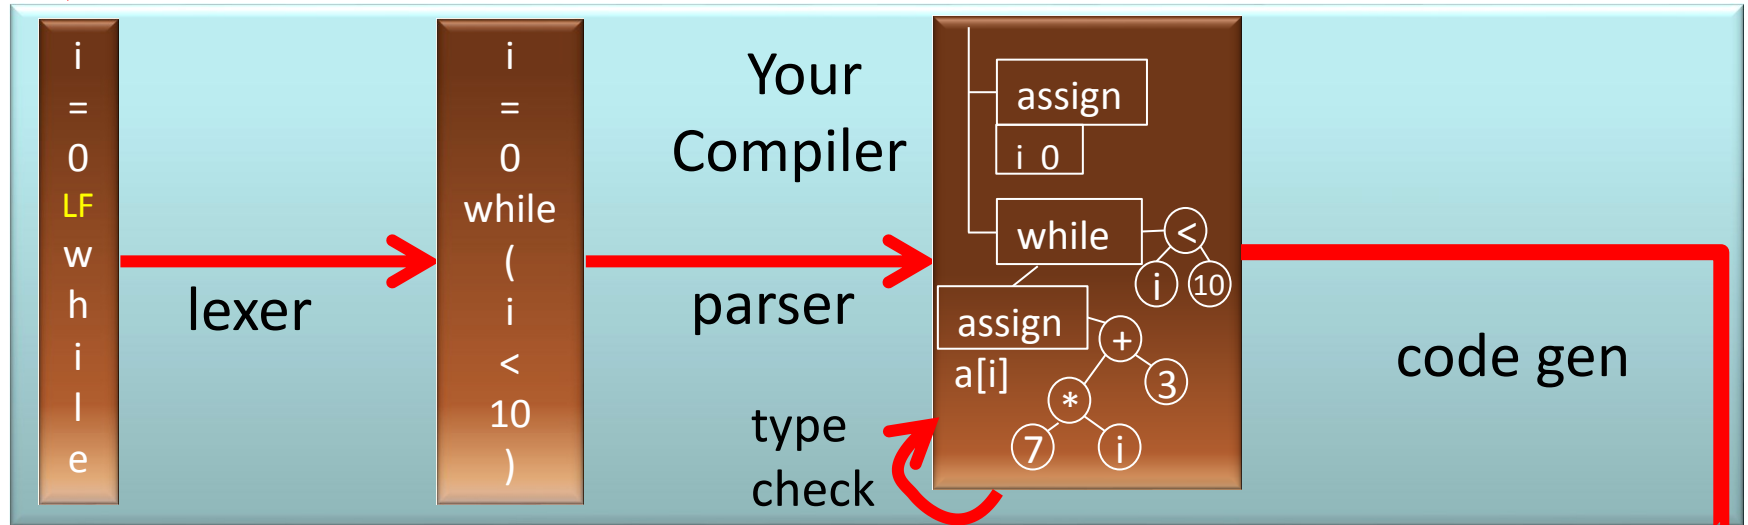 i
=
0
LF
w
h
i
l
e
lexer
i
=
0
while
(
i
<
10
)
Your
Compiler
parser
type
check
assign
i 0
while
<
i
10
assign
a[i]
+
3
*
7
i
code gen